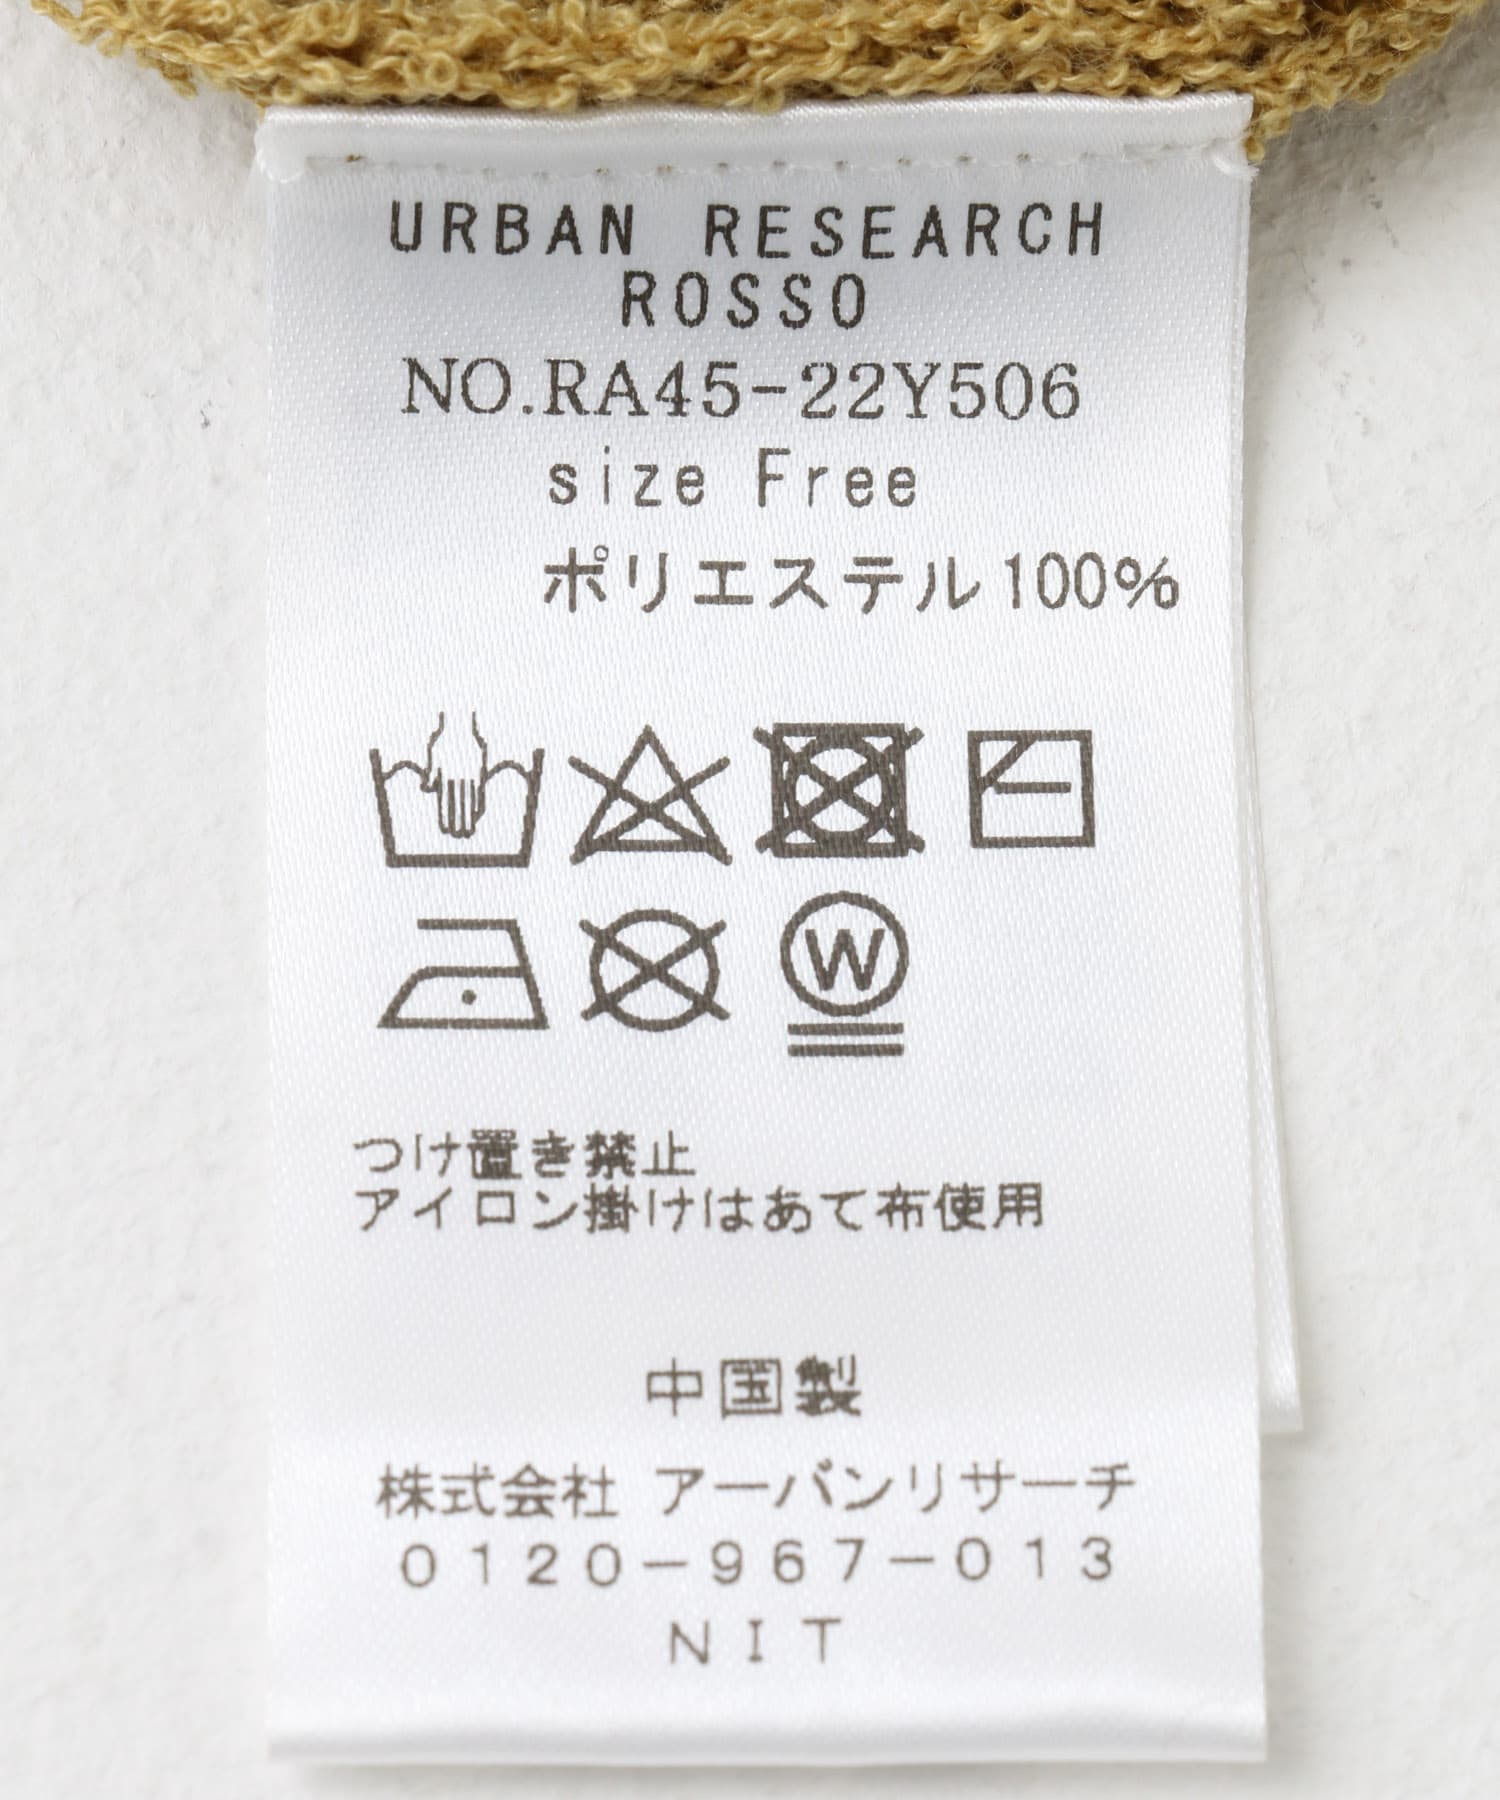 URBAN RESEARCH
ROSSO
NO.RA45-22Y506
size Free
ポリエステル100%
W
つけ置き禁止
アイロン掛けはあて布使用
中国製
株式会社 アーバンリサーチ
0120-967-013
NIT